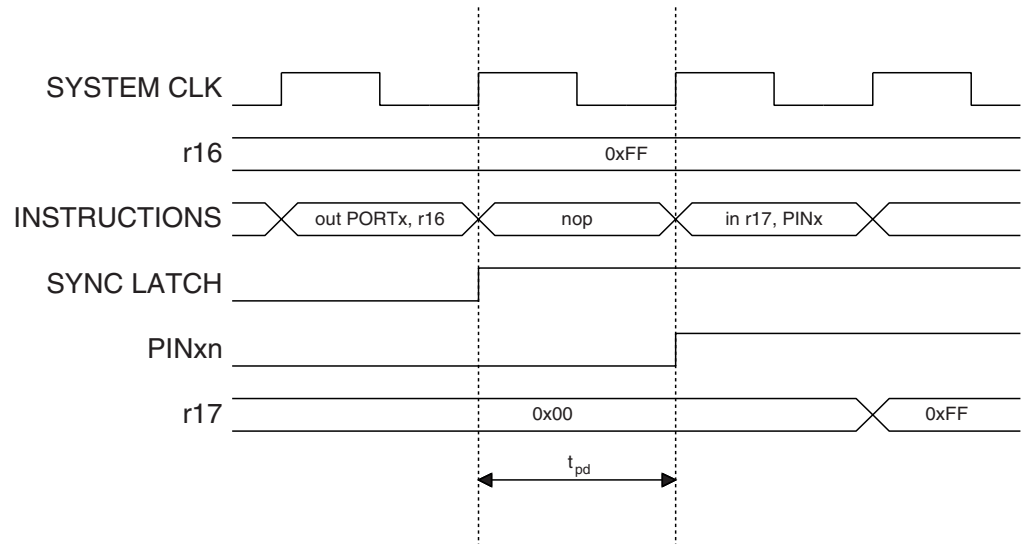 SYSTEM CLK
r16 0xFF
INSTRUCTIONS out PORTx, r16 nop in r17, PINx
SYNC LATCH
PINxn
r17 0x00 0xFF
tpd